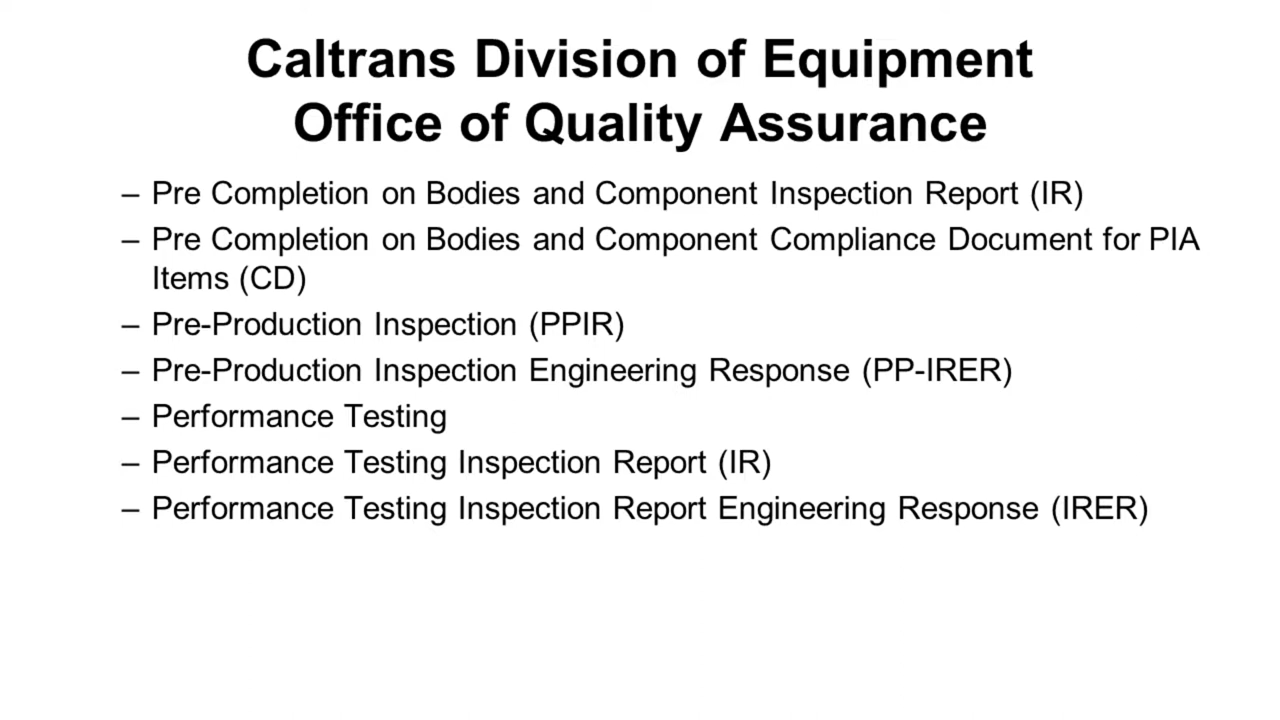 Caltrans Division of Equipment
Office of Quality Assurance
– Pre Completion on Bodies and Component Inspection Report (IR)
– Pre Completion on Bodies and Component Compliance Document for PIA
Items (CD)
– Pre-Production Inspection (PPIR)
– Pre-Production Inspection Engineering Response (PP-IRER)
– Performance Testing
– Performance Testing Inspection Report (IR)
– Performance Testing Inspection Report Engineering Response (IRER)